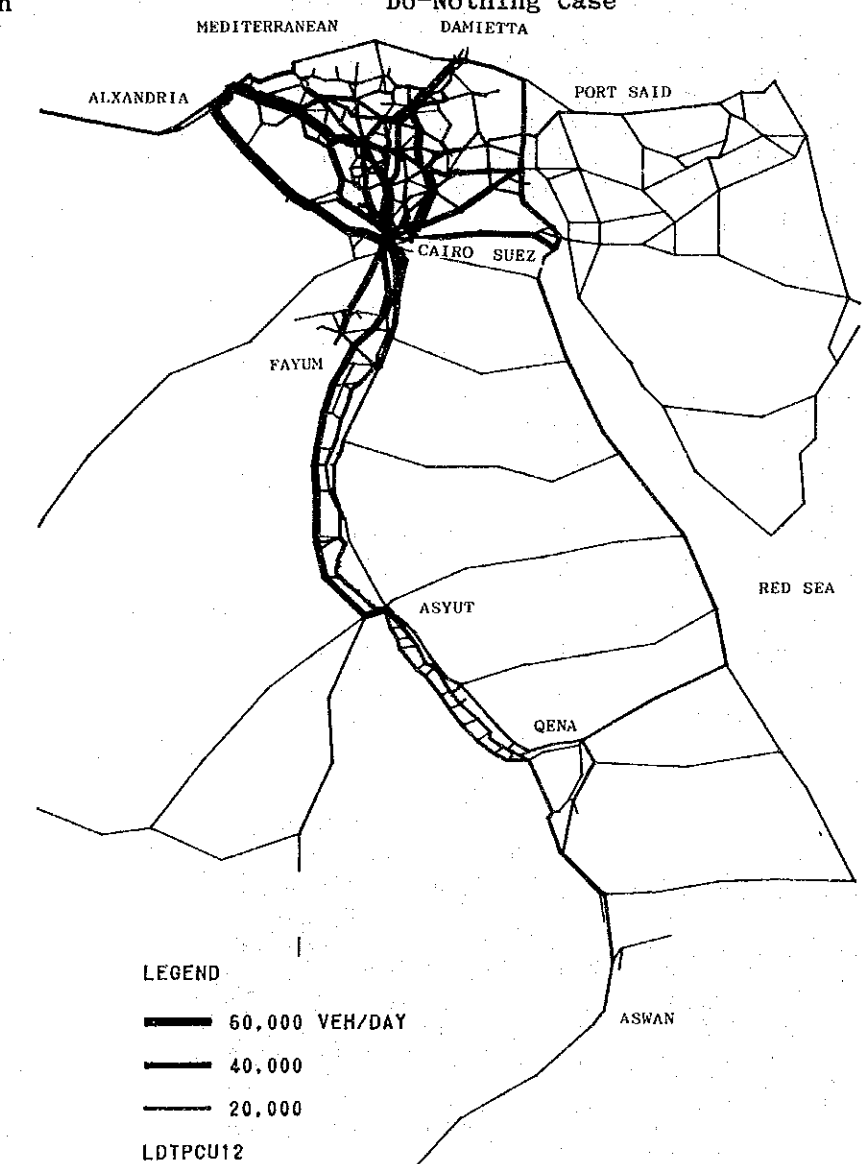 n
Do-Nothing Case
MEDITERRANEAN DAMIETTA
ALXANDRIA
PORT SAID
CAIRO SUEZ
FAYUM
RED SEA
ASYUT
QENA
LEGEND
60,000 VEH/DAY
ASWAN
40,000
20,000
LDTPCU12